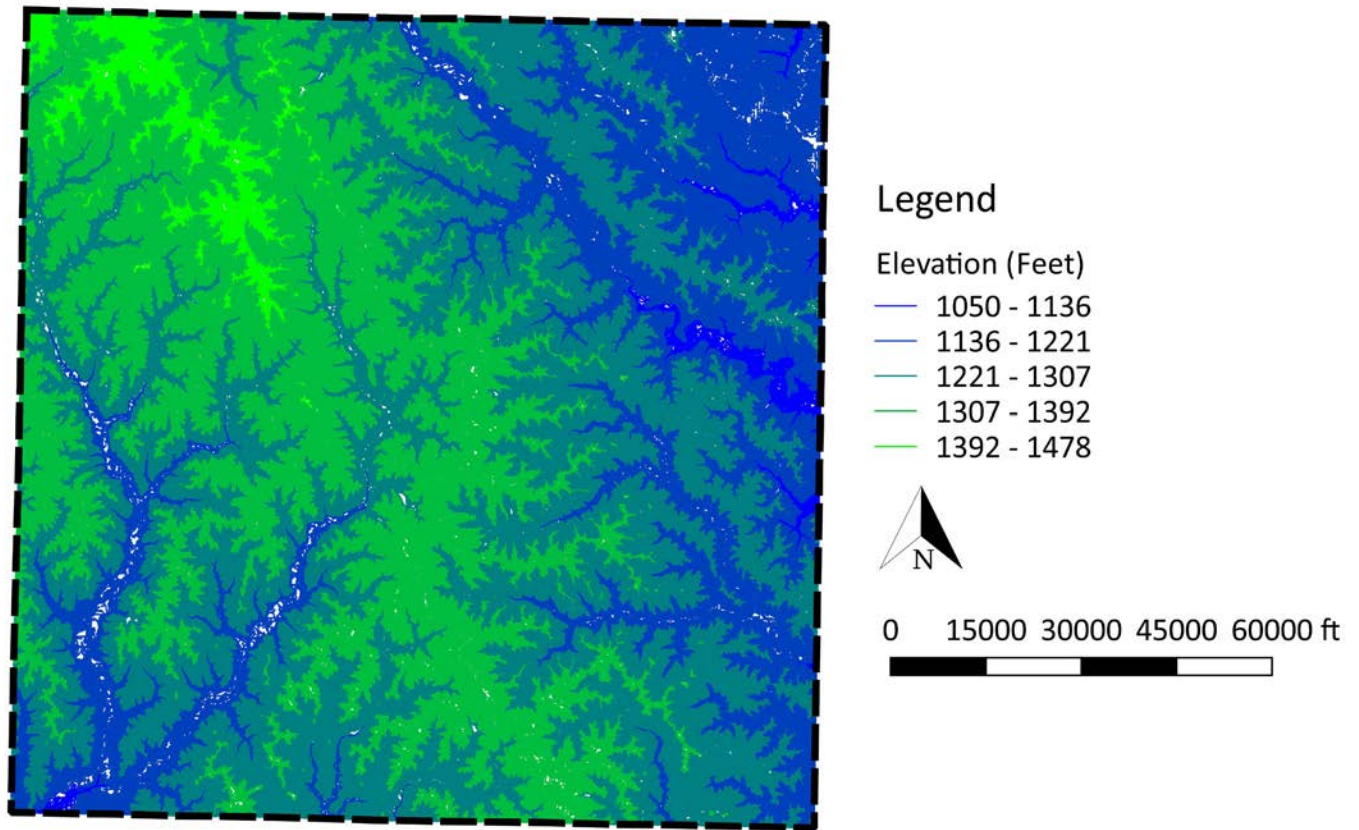 Legend
Elevation (Feet)
1050 - 1136
1136 - 1221
1221 - 1307
1307 - 1392
1392 - 1478
N
0 15000 30000 45000 60000 ft